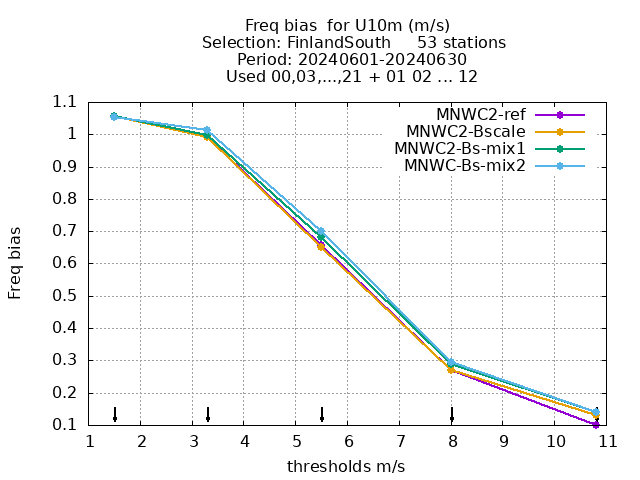 Freq bias  for U10m (m/s)
Selection: FinlandSouth     53 stations
Period: 20240601-20240630
Used 00,03,...,21 + 01 02 ... 12
MNWC2-ref
MNWC2-Bscale
MNWC2-Bs-mix1
MNWC-Bs-mix2
Freq bias
1.1
1
0.9
0.8
0.7
0.6
0.5
0.4
0.3
0.2
0.1
1 2 3 4 5 6 7 8 9 10 11
thresholds m/s